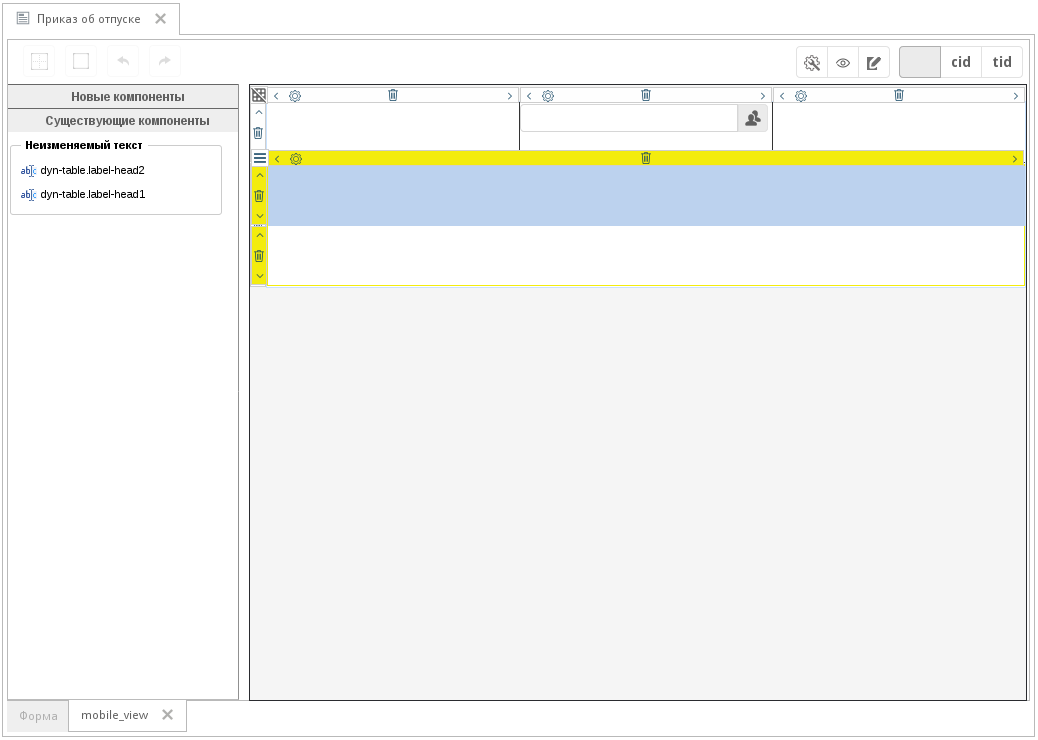 Приказ об отпуске
cid
tid
Новые компоненты
Существующие компоненты
Неизменяемый текст
dyn-table.label-head2
dyn-table.label-head1
Форма
mobile_view